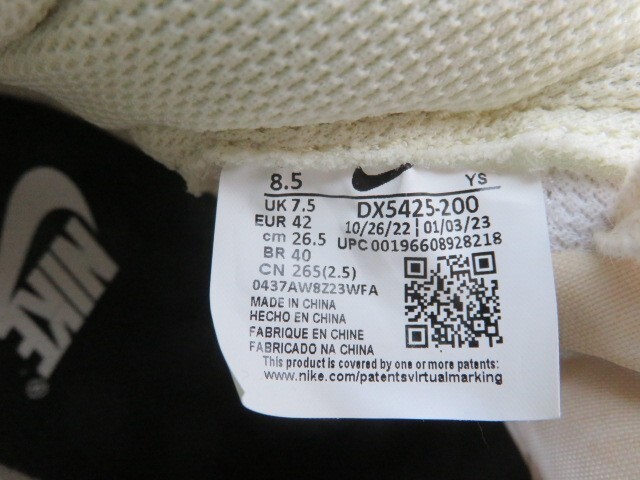 8.5 YS
UK 7.5 DX5425-200
EUR 42 10/26/22 | 01/03/23
cm 26.5 UPC 00196608928218
BR 40
CN 265(2.5)
0437AW8Z23WFA
MADE IN CHINA
HECHO EN CHINA
FABRIQUE EN CHINE
FABRICADO NA CHINA
This product is covered by one or more patents:
www.nike.com/patentsvirtualmarking
NIKE